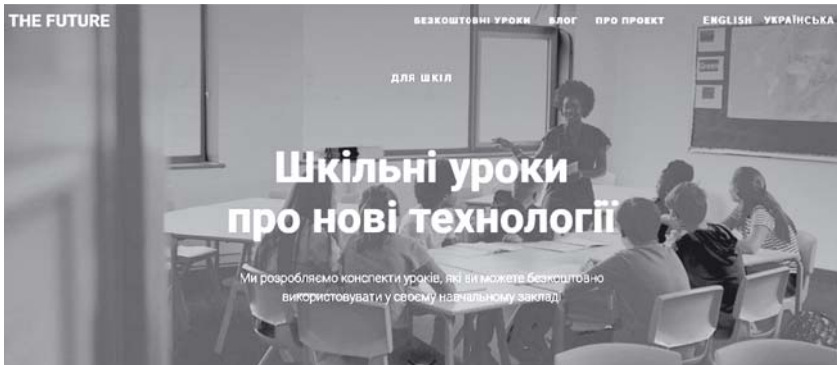 THE FUTURE
БЕЗКОШТОВНІ УРОКИ БЛОГ ПРО ПРОЕКТ ENGLISH УКРАЇНСЬКА
ДЛЯ ШКІЛ
Шкільні уроки
про нові технології
Ми розробляємо конспекти уроків, які ви можете безкоштовно
використовувати у своєму навчальному закладі